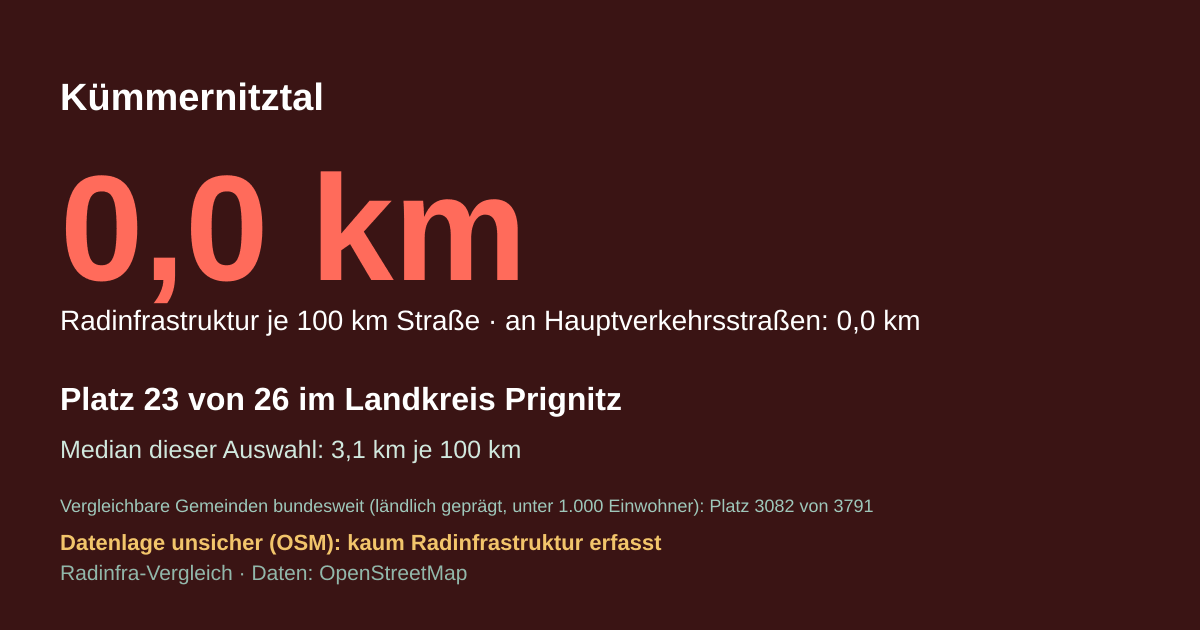 Kümmernitztal
0,0 km
Radinfrastruktur je 100 km Straße · an Hauptverkehrsstraßen: 0,0 km
Platz 23 von 26 im Landkreis Prignitz
Median dieser Auswahl: 3,1 km je 100 km
Vergleichbare Gemeinden bundesweit (ländlich geprägt, unter 1.000 Einwohner): Platz 3082 von 3791
Datenlage unsicher (OSM): kaum Radinfrastruktur erfasst
Radinfra-Vergleich · Daten: OpenStreetMap